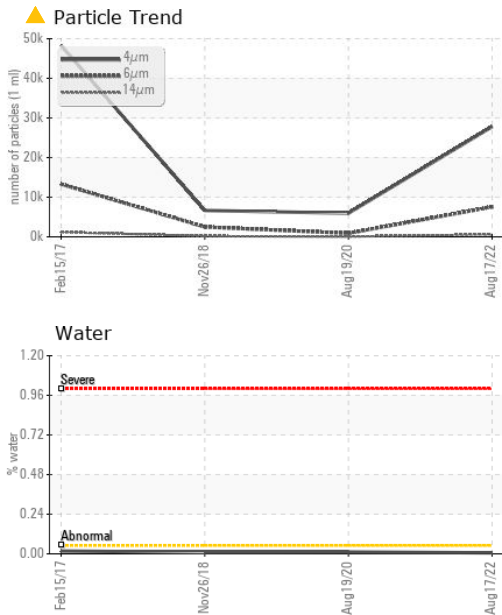 Particle Trend
50k
40k
30k
20k
10k
0k
number of particles (1 ml)
4µm
6µm
14µm
Feb15/17
Nov26/18
Aug19/20
Aug17/22
Water
1.20
0.96
0.72
0.48
0.24
0.00
% water
Severe
Abnormal
Feb15/17
Nov26/18
Aug19/20
Aug17/22